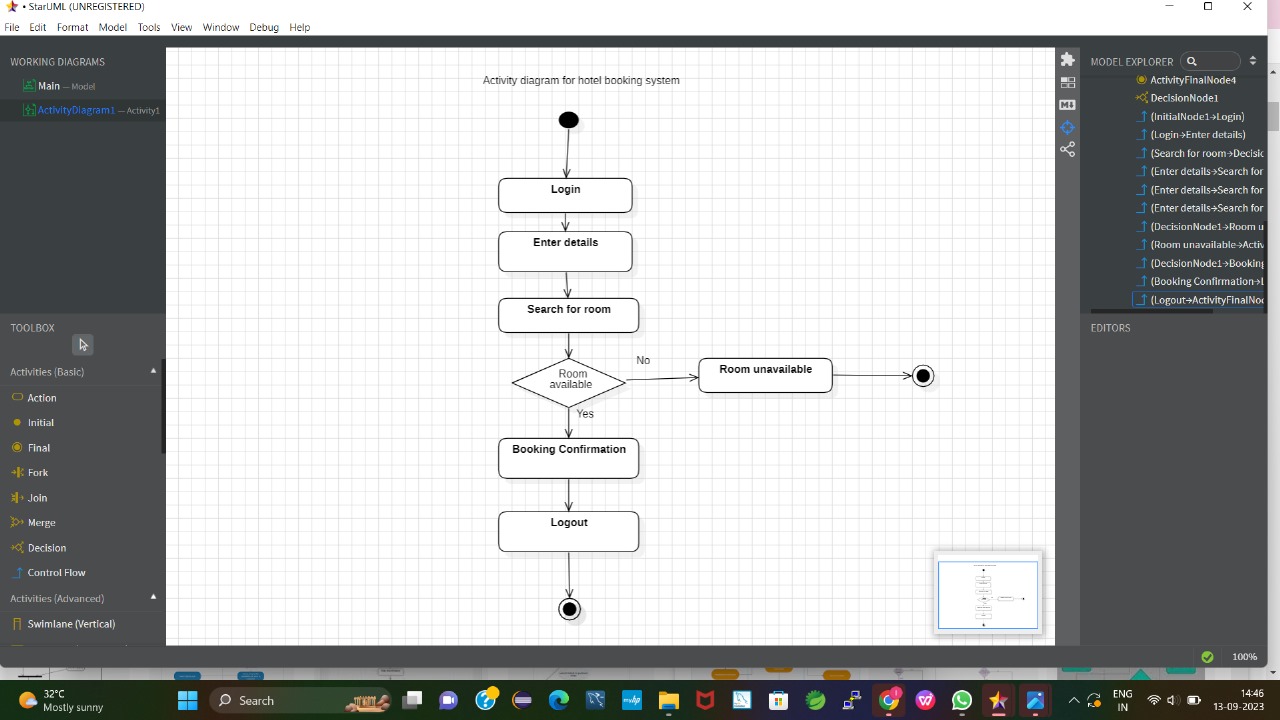 • StarUML (UNREGISTERED)
File Edit Format Model Tools View Window Debug Help
WORKING DIAGRAMS
Main — Model
ActivityDiagram1 — Activity1
TOOLBOX
Activities (Basic)
Action
Initial
Final
Fork
Join
Merge
Decision
Control Flow
Activities (Advanced)
Swimlane (Vertical)
Activity diagram for hotel booking system
Login
Enter details
Search for room
Room
available
No
Room unavailable
Yes
Booking Confirmation
Logout
MODEL EXPLORER
ActivityFinalNode4
DecisionNode1
(InitialNode1→Login)
(Login→Enter details)
(Search for room→Decisic
(Enter details→Search for
(Enter details→Search for
(Enter details→Search for
(DecisionNode1→Room u
(Room unavailable→Activ
(DecisionNode1→Booking
(Booking Confirmation→L
(Logout→ActivityFinalNoc
EDITORS
100%
32°C
Mostly sunny
Search
ENG
IN
14:46
13-09-2023